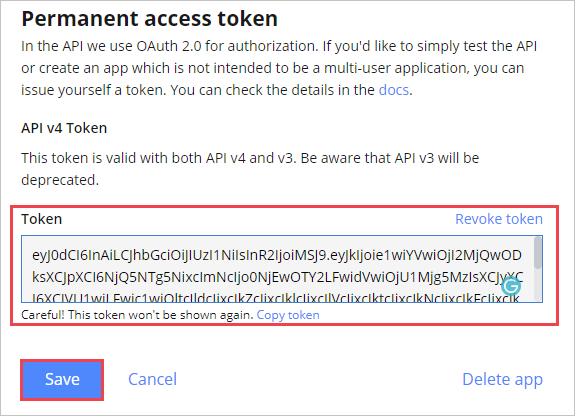 Permanent access token
In the API we use OAuth 2.0 for authorization. If you'd like to simply test the API
or create an app which is not intended to be a multi-user application, you can
issue yourself a token. You can check the details in the docs.
API v4 Token
This token is valid with both API v4 and v3. Be aware that API v3 will be
deprecated.
Token Revoke token
Careful! This token won't be shown again. Copy token
Save Cancel Delete app